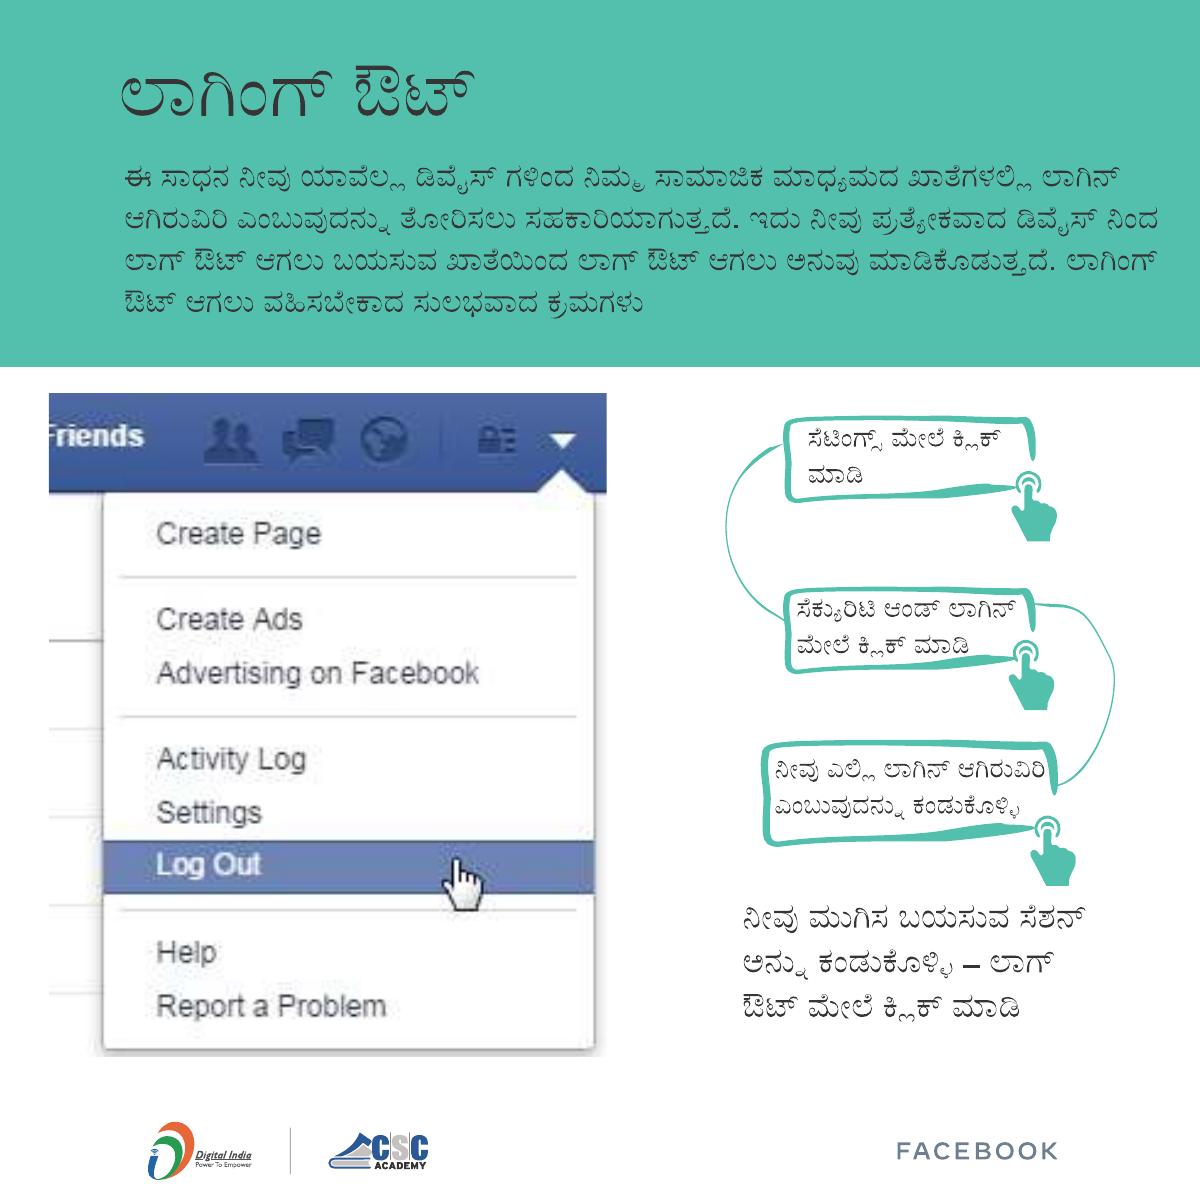 ಲಾಗಿಂಗ್ ಔಟ್
ಈ ಸಾಧನ ನೀವು ಯಾವೆಲ್ಲ ಡಿವೈಸ್ ಗಳಿಂದ ನಿಮ್ಮ ಸಾಮಾಜಿಕ ಮಾಧ್ಯಮದ ಖಾತೆಗಳಲ್ಲಿ ಲಾಗಿನ್
ಆಗಿರುವಿರಿ ಎಂಬುವುದನ್ನು ತೋರಿಸಲು ಸಹಕಾರಿಯಾಗುತ್ತದೆ. ಇದು ನೀವು ಪ್ರತ್ಯೇಕವಾದ ಡಿವೈಸ್ ನಿಂದ
ಲಾಗ್ ಔಟ್ ಆಗಲು ಬಯಸುವ ಖಾತೆಯಿಂದ ಲಾಗ್ ಔಟ್ ಆಗಲು ಅನುವು ಮಾಡಿಕೊಡುತ್ತದೆ. ಲಾಗಿಂಗ್
ಔಟ್ ಆಗಲು ವಹಿಸಬೇಕಾದ ಸುಲಭವಾದ ಕ್ರಮಗಳು
Friends
Create Page
Create Ads
Advertising on Facebook
Activity Log
Settings
Log Out
Help
Report a Problem
ಸೆಟಿಂಗ್ಸ್ ಮೇಲೆ ಕ್ಲಿಕ್
ಮಾಡಿ
ಸೆಕ್ಯುರಿಟಿ ಆಂಡ್ ಲಾಗಿನ್
ಮೇಲೆ ಕ್ಲಿಕ್ ಮಾಡಿ
ನೀವು ಎಲ್ಲಿ ಲಾಗಿನ್ ಆಗಿರುವಿರಿ
ಎಂಬುವುದನ್ನು ಕಂಡುಕೊಳ್ಳಿ
ನೀವು ಮುಗಿಸ ಬಯಸುವ ಸೆಶನ್
ಅನ್ನು ಕಂಡುಕೊಳ್ಳಿ – ಲಾಗ್
ಔಟ್ ಮೇಲೆ ಕ್ಲಿಕ್ ಮಾಡಿ
Digital India
Power To Empower
CSC
ACADEMY
FACEBOOK